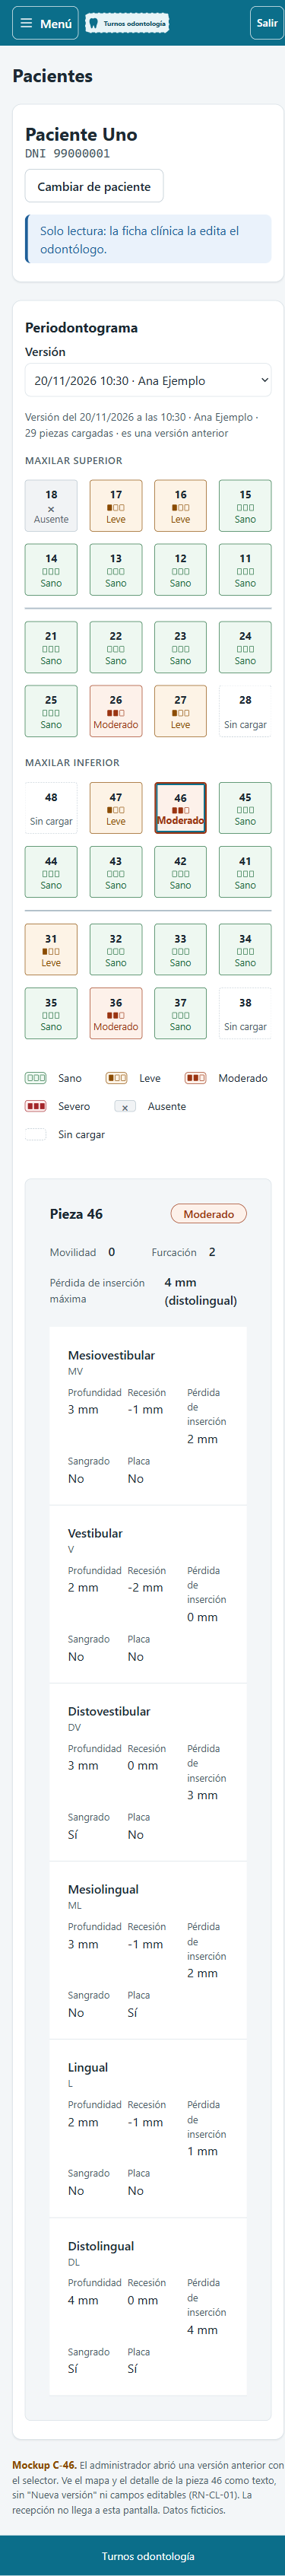 Menú
Turnos odontología
Salir
Pacientes
Paciente Uno
DNI 99000001
Cambiar de paciente
Solo lectura: la ficha clínica la edita el
odontólogo.
Periodontograma
Versión
20/11/2026 10:30 · Ana Ejemplo
Versión del 20/11/2026 a las 10:30 · Ana Ejemplo ·
29 piezas cargadas · es una versión anterior
MAXILAR SUPERIOR
18 17 16 15
Ausente Leve Leve Sano
14 13 12 11
Sano Sano Sano Sano
21 22 23 24
Sano Sano Sano Sano
25 26 27 28
Sano Moderado Leve Sin cargar
MAXILAR INFERIOR
48 47 46 45
Sin cargar Leve Moderado Sano
44 43 42 41
Sano Sano Sano Sano
31 32 33 34
Leve Sano Sano Sano
35 36 37 38
Sano Moderado Sano Sin cargar
Sano Leve Moderado
Severo Ausente
Sin cargar
Pieza 46 Moderado
Movilidad 0 Furcación 2
Pérdida de inserción
máxima
4 mm
(distolingual)
Mesiovestibular
MV
Profundidad
3 mm
Recesión
-1 mm
Pérdida
de
inserción
2 mm
Sangrado
No
Placa
No
Vestibular
V
Profundidad
2 mm
Recesión
-2 mm
Pérdida
de
inserción
0 mm
Sangrado
No
Placa
No
Distovestibular
DV
Profundidad
3 mm
Recesión
0 mm
Pérdida
de
inserción
3 mm
Sangrado
Sí
Placa
No
Mesiolingual
ML
Profundidad
3 mm
Recesión
-1 mm
Pérdida
de
inserción
2 mm
Sangrado
No
Placa
Sí
Lingual
L
Profundidad
2 mm
Recesión
-1 mm
Pérdida
de
inserción
1 mm
Sangrado
No
Placa
No
Distolingual
DL
Profundidad
4 mm
Recesión
0 mm
Pérdida
de
inserción
4 mm
Sangrado
Sí
Placa
Sí
Mockup C-46. El administrador abrió una versión anterior con
el selector. Ve el mapa y el detalle de la pieza 46 como texto,
sin "Nueva versión" ni campos editables (RN-CL-01). La
recepción no llega a esta pantalla. Datos ficticios.
Turnos odontología